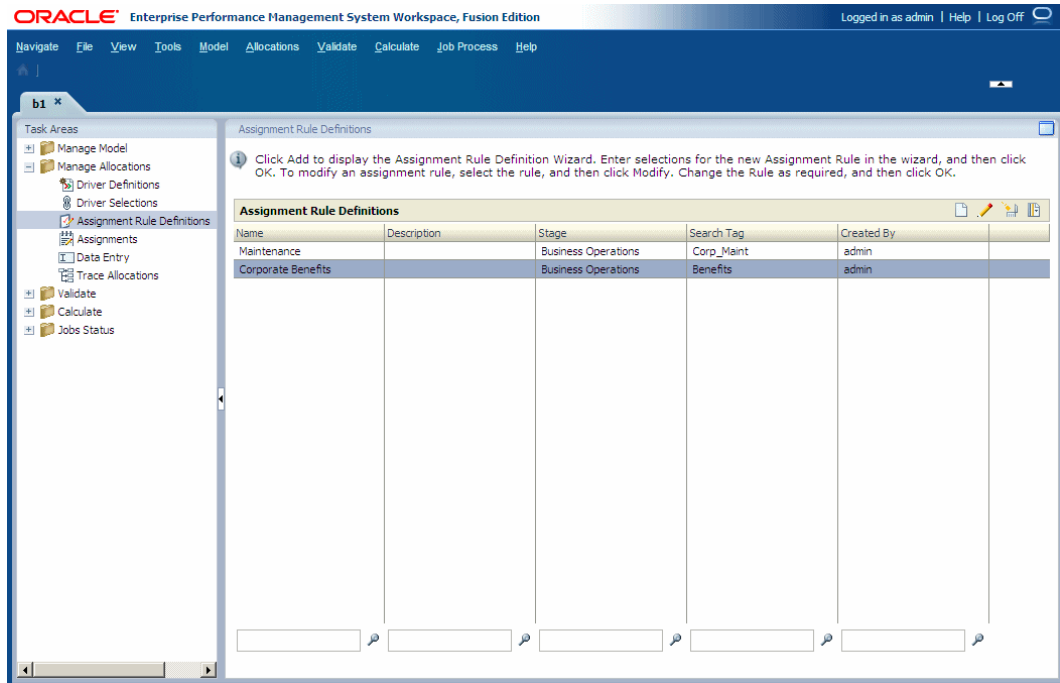 ORACLE Enterprise Performance Management System Workspace, Fusion Edition
Logged in as admin | Help | Log Off
Navigate File View Tools Model Allocations Validate Calculate Job Process Help
b1 ×
Task Areas
Manage Model
Manage Allocations
Driver Definitions
Driver Selections
Assignment Rule Definitions
Assignments
Data Entry
Trace Allocations
Validate
Calculate
Jobs Status
Assignment Rule Definitions
Click Add to display the Assignment Rule Definition Wizard. Enter selections for the new Assignment Rule in the wizard, and then click
OK. To modify an assignment rule, select the rule, and then click Modify. Change the Rule as required, and then click OK.
Assignment Rule Definitions
Name Description Stage Search Tag Created By
Maintenance Business Operations Corp_Maint admin
Corporate Benefits Business Operations Benefits admin